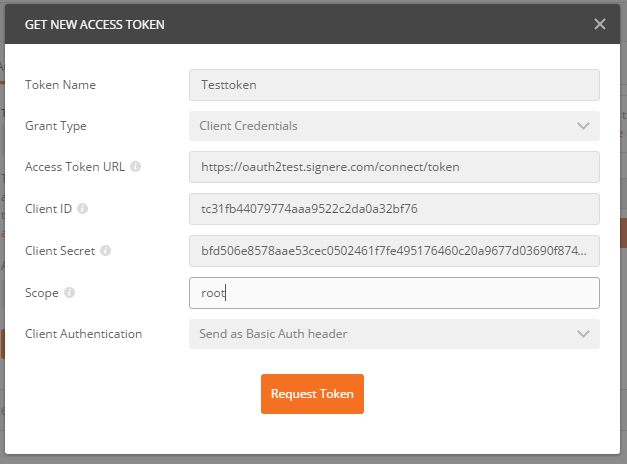 GET NEW ACCESS TOKEN
Token Name Testtoken
Grant Type Client Credentials
Access Token URL https://oauth2test.signere.com/connect/token
Client ID tc31fb44079774aaa9522c2da0a32bf76
Client Secret bfd506e8578aae53cec0502461f7fe495176460c20a9677d03690f874...
Scope root
Client Authentication Send as Basic Auth header
Request Token